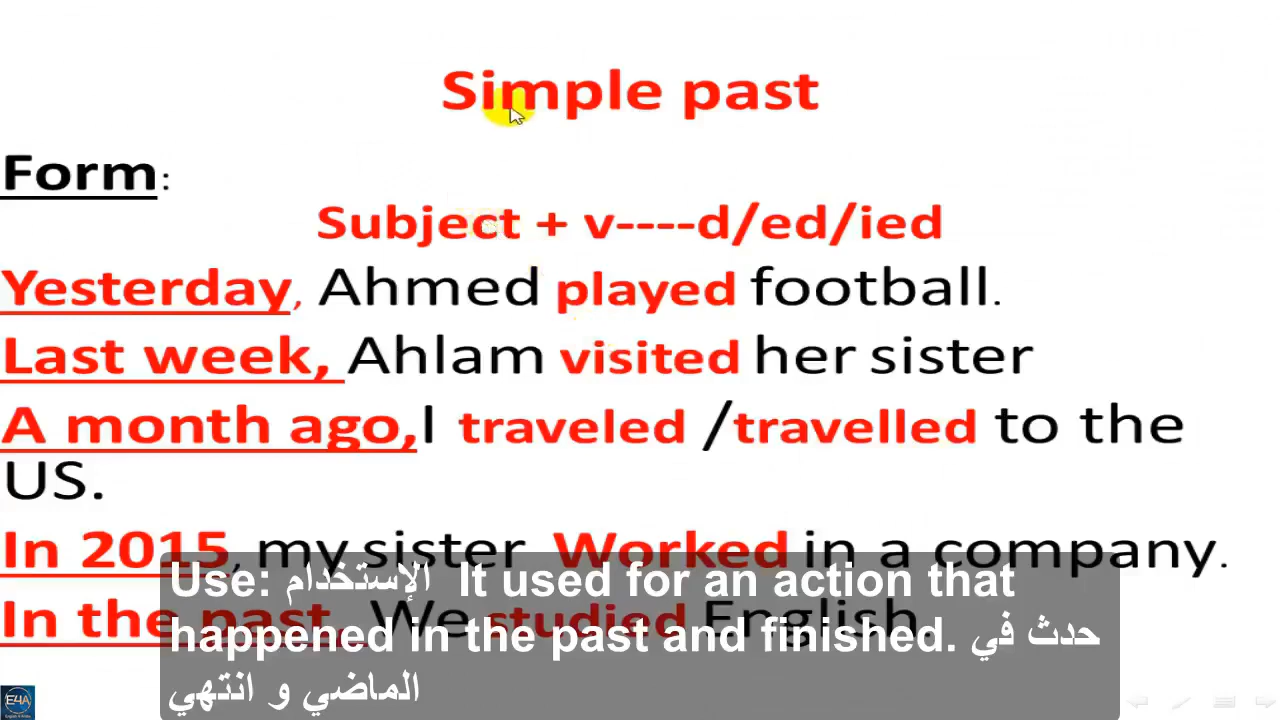 Simple past
Form:
Subject + v----d/ed/ied
Yesterday, Ahmed played football.
Last week, Ahlam visited her sister
A month ago,I traveled /travelled to the
US.
In 2015, my sister Worked in a company.
In the past, We studied English
Use: الإستخدام It used for an action that
happened in the past and finished. حدث في
الماضي و انتهي
E4A